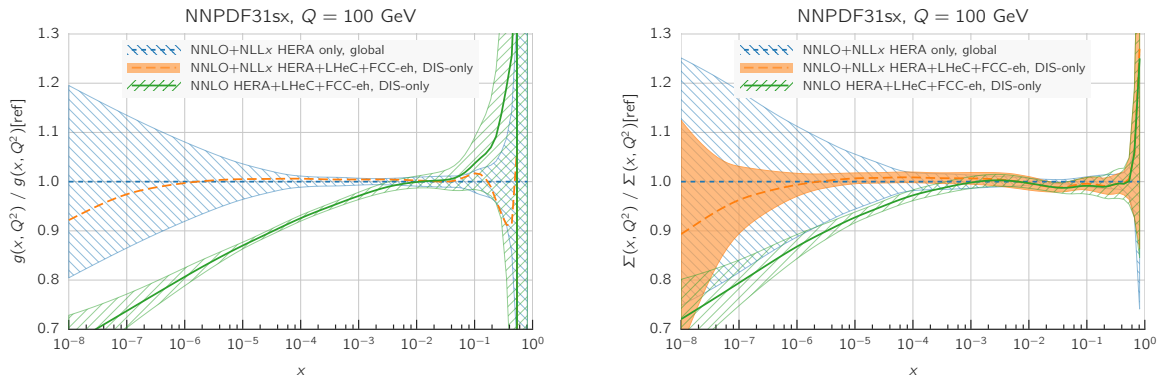 NNPDF31sx, Q = 100 GeV
NNLO+NLLx HERA only, global
NNLO+NLLx HERA+LHeC+FCC-eh, DIS-only
NNLO HERA+LHeC+FCC-eh, DIS-only
g(x, Q²) / g(x, Q²)[ref]
1.3
1.2
1.1
1.0
0.9
0.8
0.7
10⁻⁸ 10⁻⁷ 10⁻⁶ 10⁻⁵ 10⁻⁴ 10⁻³ 10⁻² 10⁻¹ 10⁰
x
NNPDF31sx, Q = 100 GeV
NNLO+NLLx HERA only, global
NNLO+NLLx HERA+LHeC+FCC-eh, DIS-only
NNLO HERA+LHeC+FCC-eh, DIS-only
Σ(x, Q²) / Σ(x, Q²)[ref]
1.3
1.2
1.1
1.0
0.9
0.8
0.7
10⁻⁸ 10⁻⁷ 10⁻⁶ 10⁻⁵ 10⁻⁴ 10⁻³ 10⁻² 10⁻¹ 10⁰
x